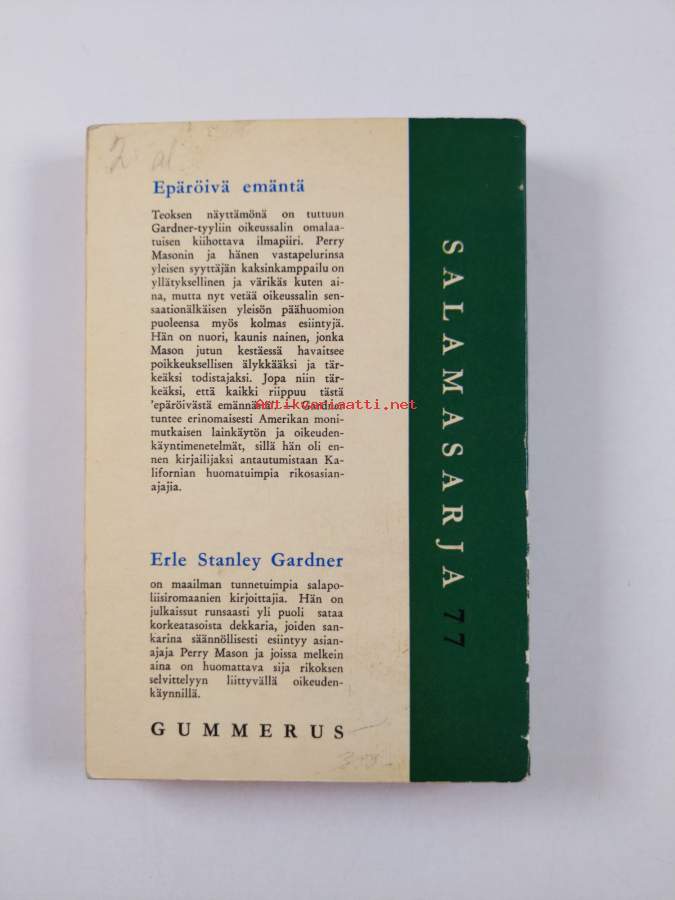 2. al.
Epäröivä emäntä
Teoksen näyttämönä on tuttuun
Gardner-tyyliin oikeussalin omalaa-
tuisen kiihottava ilmapiiri. Perry
Masonin ja hänen vastapelurinsa
yleisen syyttäjän kaksinkamppailu on
yllätyksellinen ja värikäs kuten ai-
na, mutta nyt vetää oikeussalin sen-
saationälkäisen yleisön päähuomion
puoleensa myös kolmas esiintyjä.
Hän on nuori, kaunis nainen, jonka
Mason jutun kestäessä havaitsee
poikkeuksellisen älykkääksi ja tär-
keäksi todistajaksi. Jopa niin tär-
keäksi, että kaikki riippuu tästä
'epäröivästä emännästä'. — Gardner
tuntee erinomaisesti Amerikan moni-
mutkaisen lainkäytön ja oikeuden-
käyntimenetelmät, sillä hän oli en-
nen kirjailijaksi antautumistaan Ka-
lifornian huomatuimpia rikosasian-
ajajia.
Erle Stanley Gardner
on maailman tunnetuimpia salapo-
liisiromaanien kirjoittajia. Hän on
julkaissut runsaasti yli puoli sataa
korkeatasoista dekkaria, joiden san-
karina säännöllisesti esiintyy asian-
ajaja Perry Mason ja joissa melkein
aina on huomattava sija rikoksen
selvittelyyn liittyvällä oikeuden-
käynnillä.
GUMMERUS
SALAMASARJA 77
Antikvariaatti.net